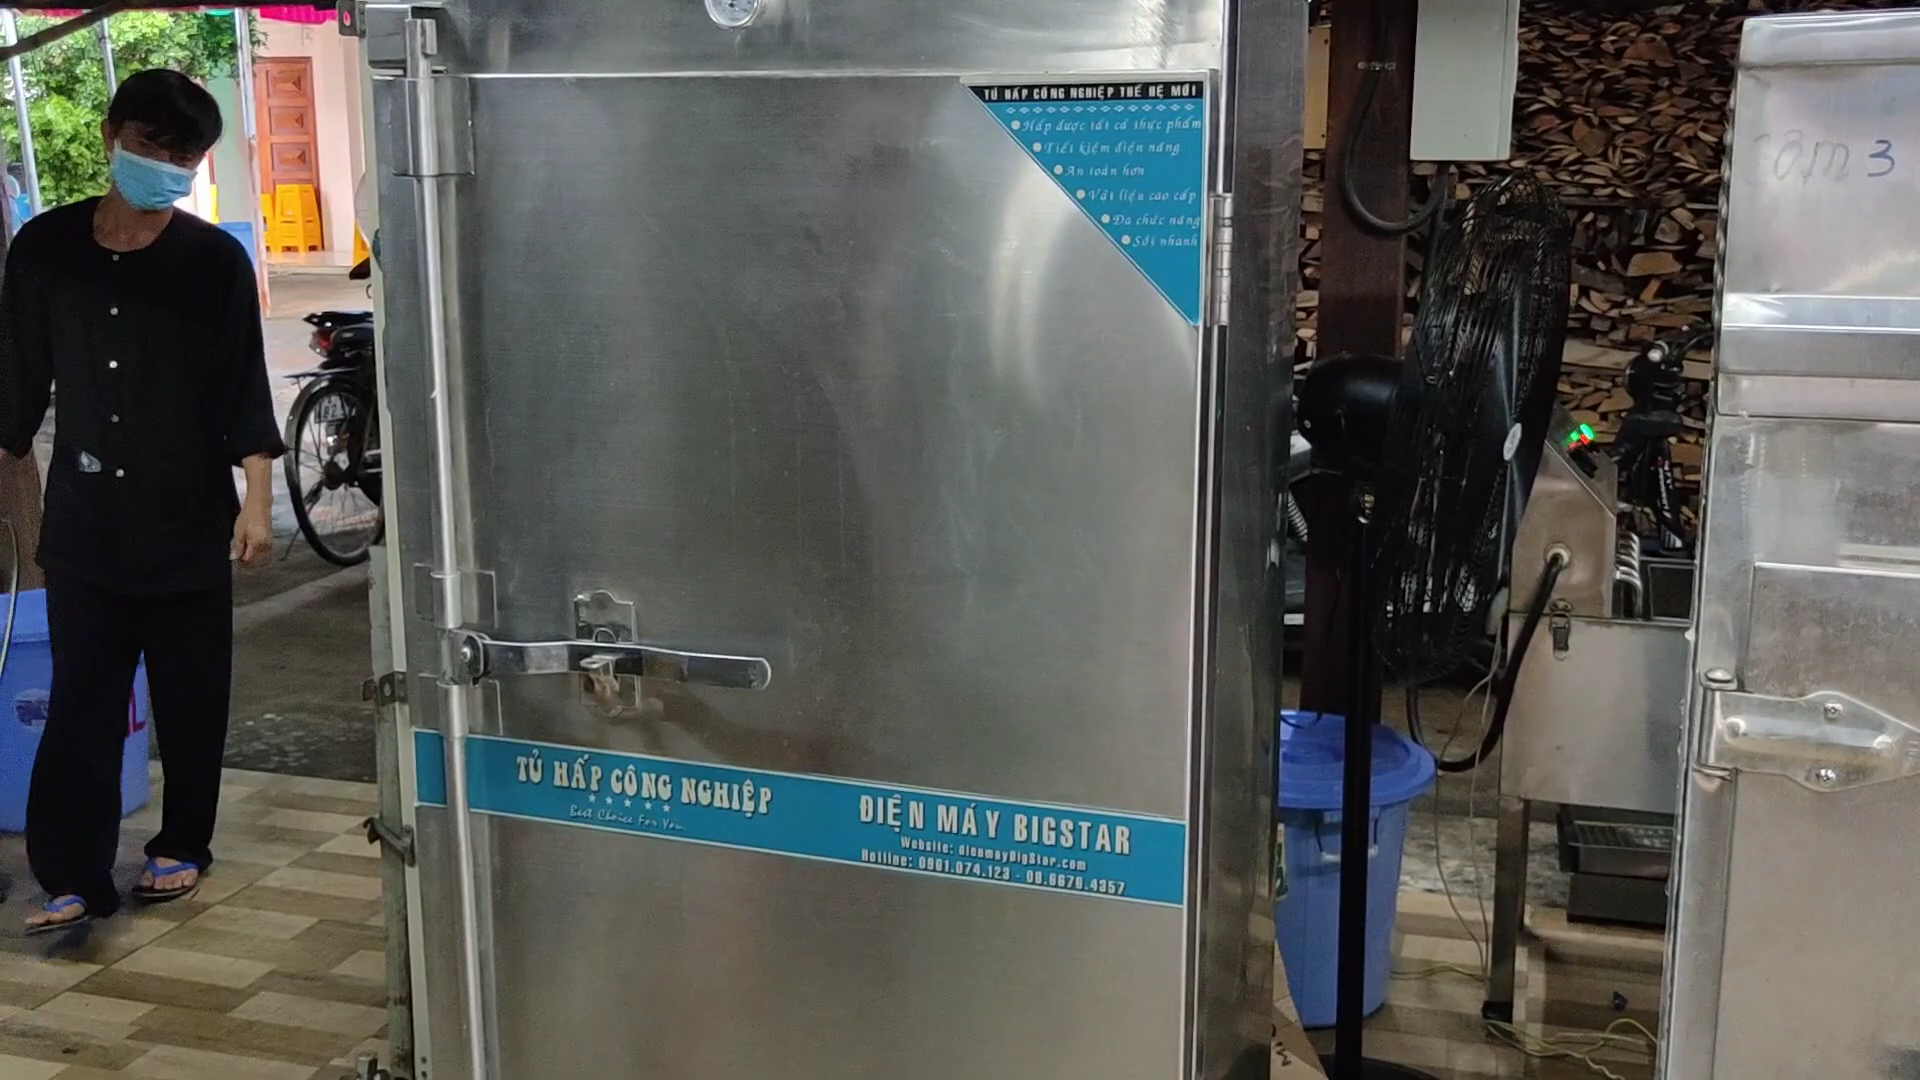 TỦ HẤP CÔNG NGHIỆP THẾ HỆ MỚI
Hấp được tất cả thực phẩm
Tiết kiệm điện năng
An toàn hơn
Vật liệu cao cấp
Đa chức năng
Sôi nhanh
Cơm 3
TỦ HẤP CÔNG NGHIỆP
Best Choice For You
ĐIỆN MÁY BIGSTAR
Website: dienmayBigStar.com
Hotline: 0961.074.123 - 08.6676.4357